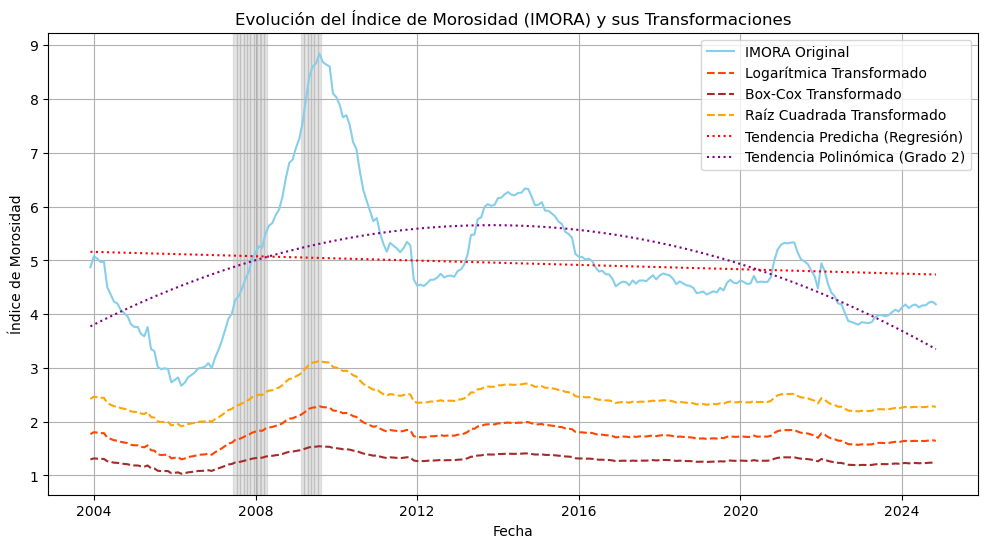 Evolución del Índice de Morosidad (IMORA) y sus Transformaciones
IMORA Original
Logarítmica Transformado
Box-Cox Transformado
Raíz Cuadrada Transformado
Tendencia Predicha (Regresión)
Tendencia Polinómica (Grado 2)
Índice de Morosidad
9
8
7
6
5
4
3
2
1
2004 2008 2012 2016 2020 2024
Fecha